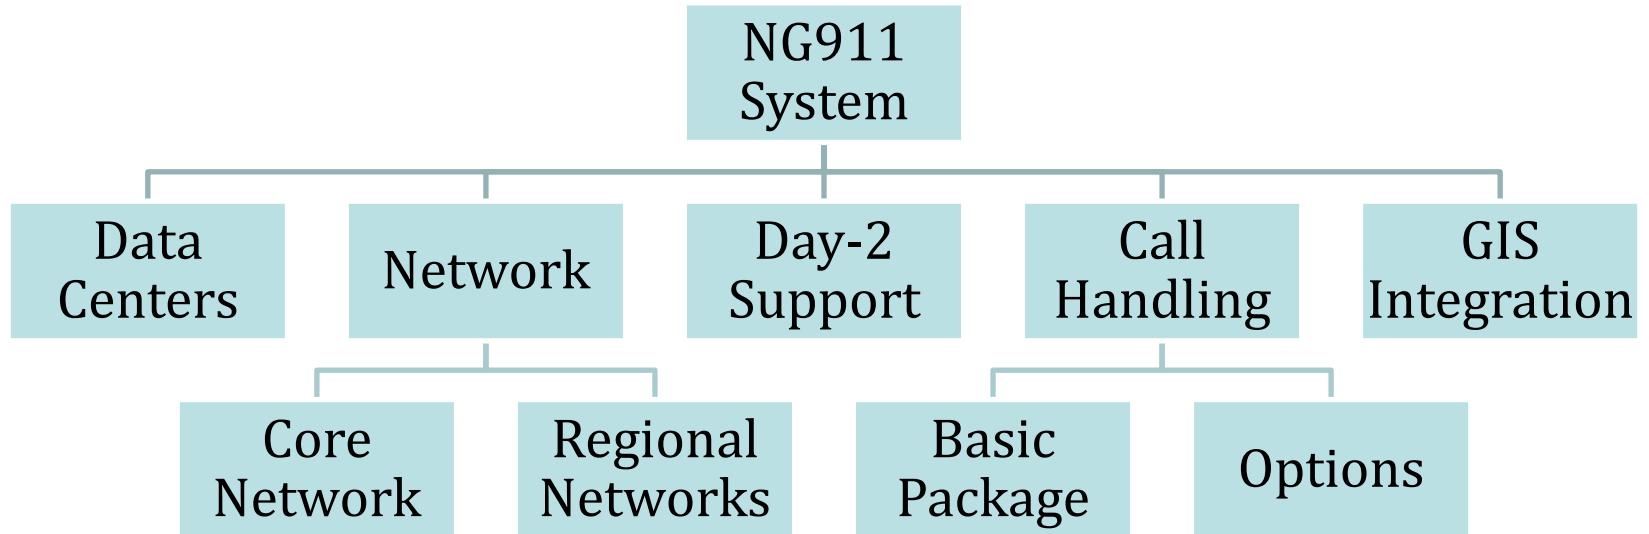 NG911
System
Data
Centers
Network
Day-2
Support
Call
Handling
GIS
Integration
Core
Network
Regional
Networks
Basic
Package
Options